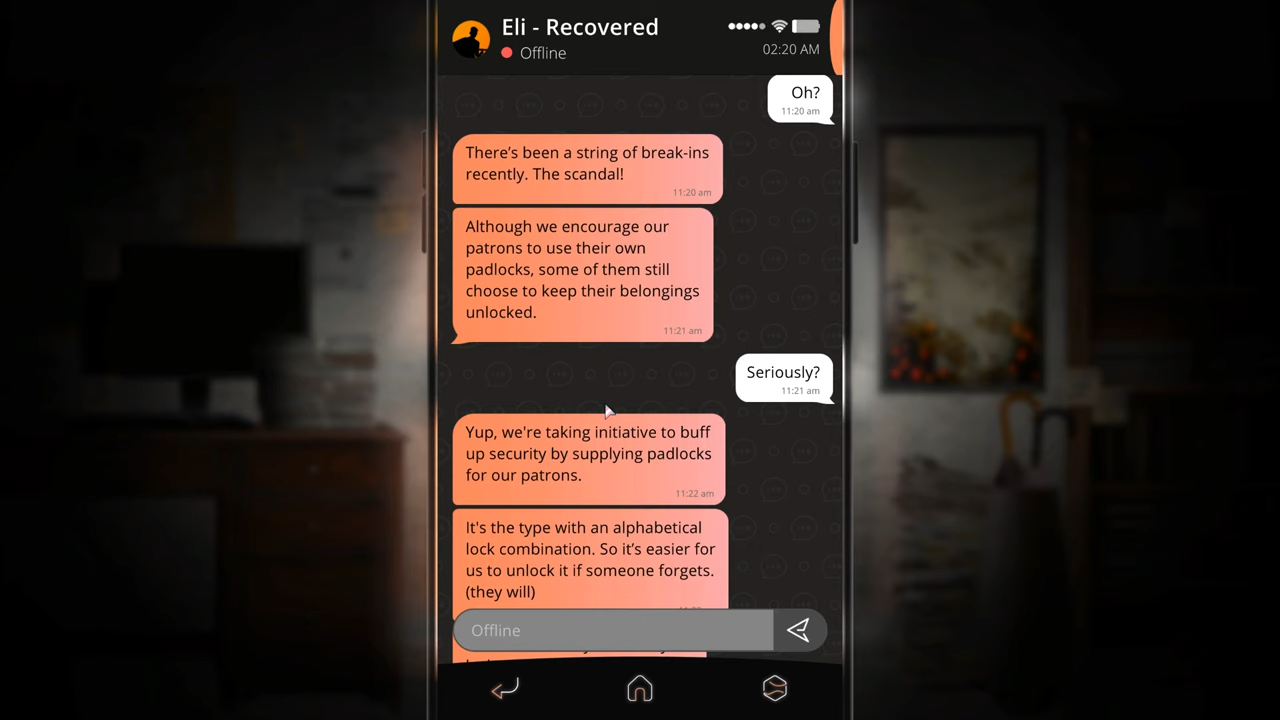 Eli - Recovered
Offline
02:20 AM
Oh?
11:20 am
There's been a string of break-ins
recently. The scandal!
11:20 am
Although we encourage our
patrons to use their own
padlocks, some of them still
choose to keep their belongings
unlocked.
11:21 am
Seriously?
11:21 am
Yup, we're taking initiative to buff
up security by supplying padlocks
for our patrons.
11:22 am
It's the type with an alphabetical
lock combination. So it's easier for
us to unlock it if someone forgets.
(they will)
Offline